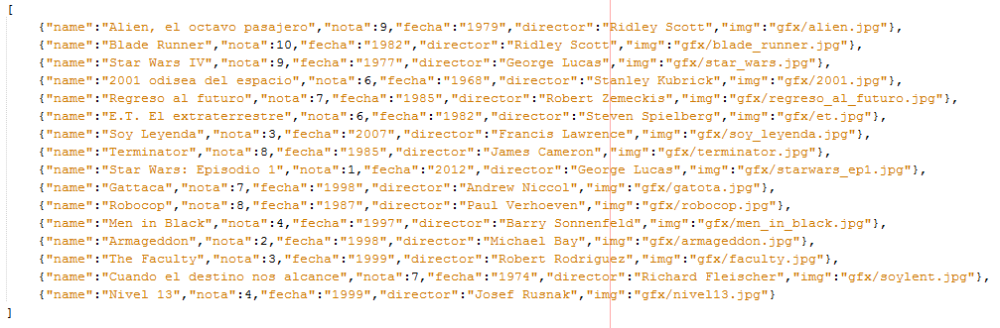 [
{"name":"Alien, el octavo pasajero","nota":9,"fecha":"1979","director":"Ridley Scott","img":"gfx/alien.jpg"},
{"name":"Blade Runner","nota":10,"fecha":"1982","director":"Ridley Scott","img":"gfx/blade_runner.jpg"},
{"name":"Star Wars IV","nota":9,"fecha":"1977","director":"George Lucas","img":"gfx/star_wars.jpg"},
{"name":"2001 odisea del espacio","nota":6,"fecha":"1968","director":"Stanley Kubrick","img":"gfx/2001.jpg"},
{"name":"Regreso al futuro","nota":7,"fecha":"1985","director":"Robert Zemeckis","img":"gfx/regreso_al_futuro.jpg"},
{"name":"E.T. El extraterrestre","nota":6,"fecha":"1982","director":"Steven Spielberg","img":"gfx/et.jpg"},
{"name":"Soy Leyenda","nota":3,"fecha":"2007","director":"Francis Lawrence","img":"gfx/soy_leyenda.jpg"},
{"name":"Terminator","nota":8,"fecha":"1985","director":"James Cameron","img":"gfx/terminator.jpg"},
{"name":"Star Wars: Episodio 1","nota":1,"fecha":"2012","director":"George Lucas","img":"gfx/starwars_ep1.jpg"},
{"name":"Gattaca","nota":7,"fecha":"1998","director":"Andrew Niccol","img":"gfx/gatota.jpg"},
{"name":"Robocop","nota":8,"fecha":"1987","director":"Paul Verhoeven","img":"gfx/robocop.jpg"},
{"name":"Men in Black","nota":4,"fecha":"1997","director":"Barry Sonnenfeld","img":"gfx/men_in_black.jpg"},
{"name":"Armageddon","nota":2,"fecha":"1998","director":"Michael Bay","img":"gfx/armageddon.jpg"},
{"name":"The Faculty","nota":3,"fecha":"1999","director":"Robert Rodriguez","img":"gfx/faculty.jpg"},
{"name":"Cuando el destino nos alcance","nota":7,"fecha":"1974","director":"Richard Fleischer","img":"gfx/soylent.jpg"},
{"name":"Nivel 13","nota":4,"fecha":"1999","director":"Josef Rusnak","img":"gfx/nivel13.jpg"}
]